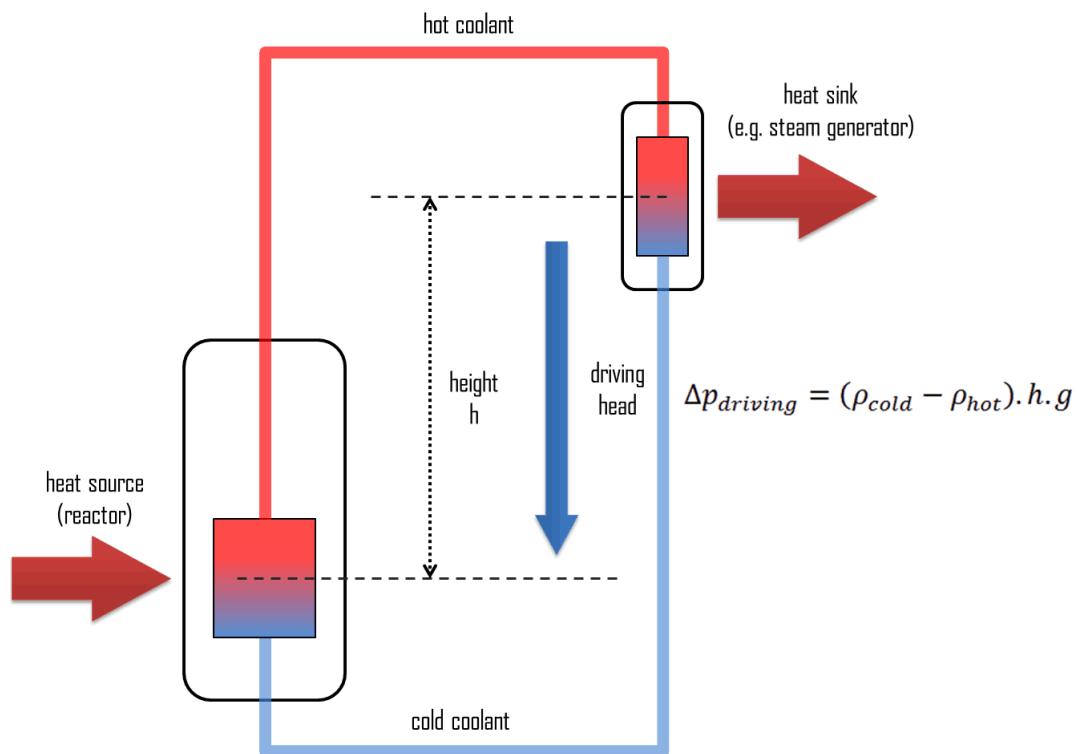 hot coolant
heat sink
(e.g. steam generator)
height
h
driving
head
Δp_driving = (ρ_cold − ρ_hot).h.g
heat source
(reactor)
cold coolant